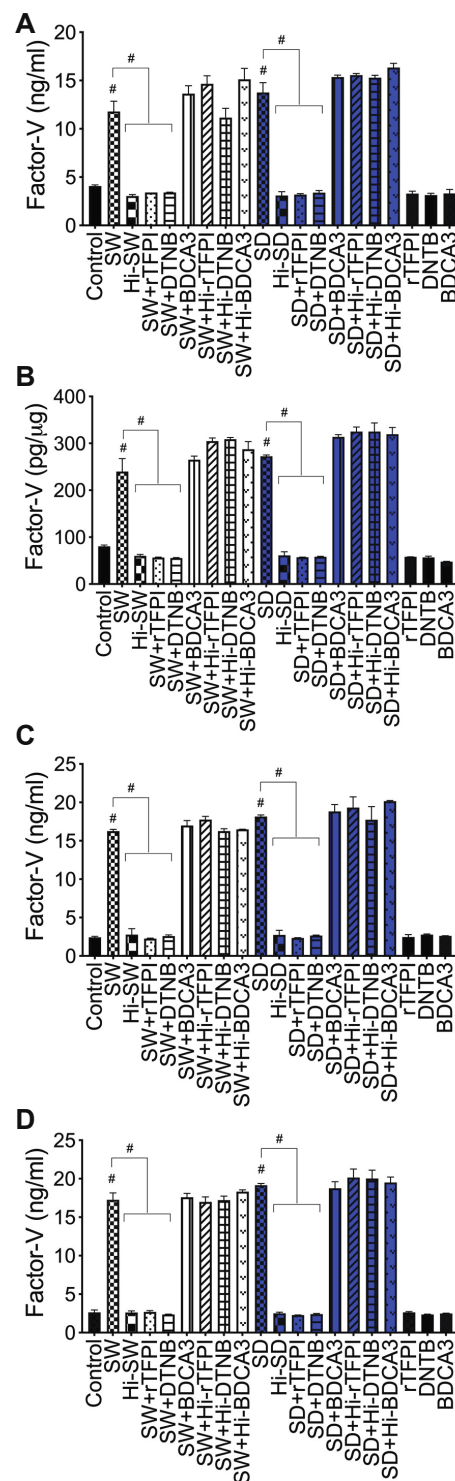 A
Factor-V (ng/ml)
20
15
10
5
0
#
#
#
#
Control
SW
Hi-SW
SW+rTFPI
SW+DTNB
SW+BDCA3
SW+Hi-rTFPI
SW+Hi-DTNB
SW+Hi-BDCA3
SD
Hi-SD
SD+rTFPI
SD+DTNB
SD+BDCA3
SD+Hi-rTFPI
SD+Hi-DTNB
SD+Hi-BDCA3
rTFPI
DNTB
BDCA3
B
Factor-V (pg/µg)
400
300
200
100
0
#
#
#
#
Control
SW
Hi-SW
SW+rTFPI
SW+DTNB
SW+BDCA3
SW+Hi-rTFPI
SW+Hi-DTNB
SW+Hi-BDCA3
SD
Hi-SD
SD+rTFPI
SD+DTNB
SD+BDCA3
SD+Hi-rTFPI
SD+Hi-DTNB
SD+Hi-BDCA3
rTFPI
DNTB
BDCA3
C
Factor-V (ng/ml)
25
20
15
10
5
0
#
#
#
#
Control
SW
Hi-SW
SW+rTFPI
SW+DTNB
SW+BDCA3
SW+Hi-rTFPI
SW+Hi-DTNB
SW+Hi-BDCA3
SD
Hi-SD
SD+rTFPI
SD+DTNB
SD+BDCA3
SD+Hi-rTFPI
SD+Hi-DTNB
SD+Hi-BDCA3
rTFPI
DNTB
BDCA3
D
Factor-V (ng/ml)
25
20
15
10
5
0
#
#
#
#
Control
SW
Hi-SW
SW+rTFPI
SW+DTNB
SW+BDCA3
SW+Hi-rTFPI
SW+Hi-DTNB
SW+Hi-BDCA3
SD
Hi-SD
SD+rTFPI
SD+DTNB
SD+BDCA3
SD+Hi-rTFPI
SD+Hi-DTNB
SD+Hi-BDCA3
rTFPI
DNTB
BDCA3